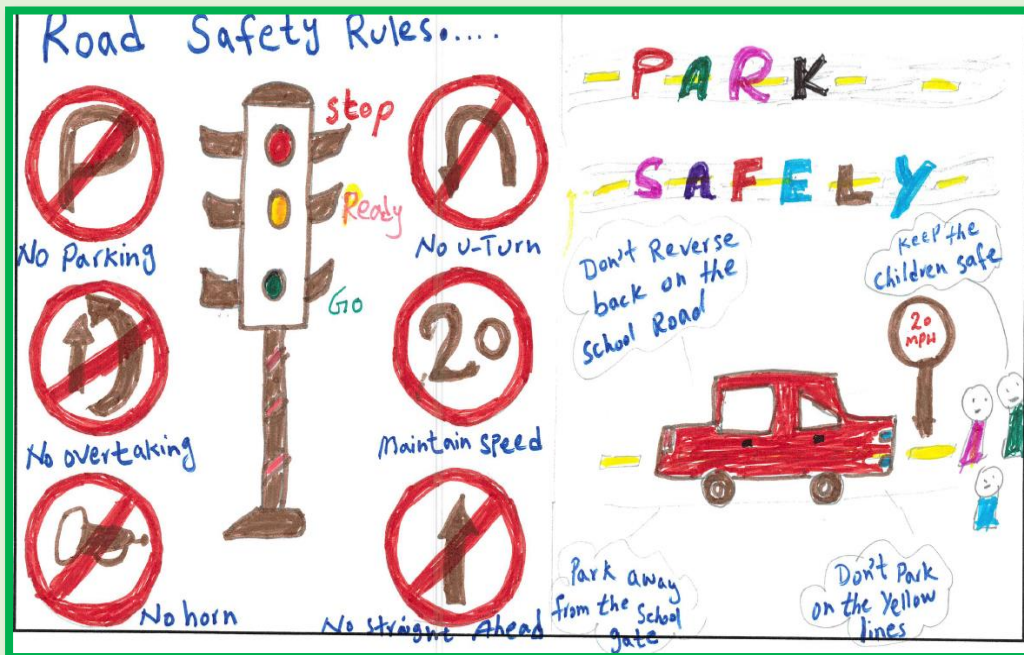 Road Safety Rules.....
P
No Parking
No overtaking
No horn
stop
Ready
Go
No U-Turn
20
Maintain speed
No straight Ahead
PARK
SAFELY
Don't Reverse
back on the
school Road
Keep the
children safe
20
MPH
Park away
from the School
gate
Don't Park
on the Yellow
lines